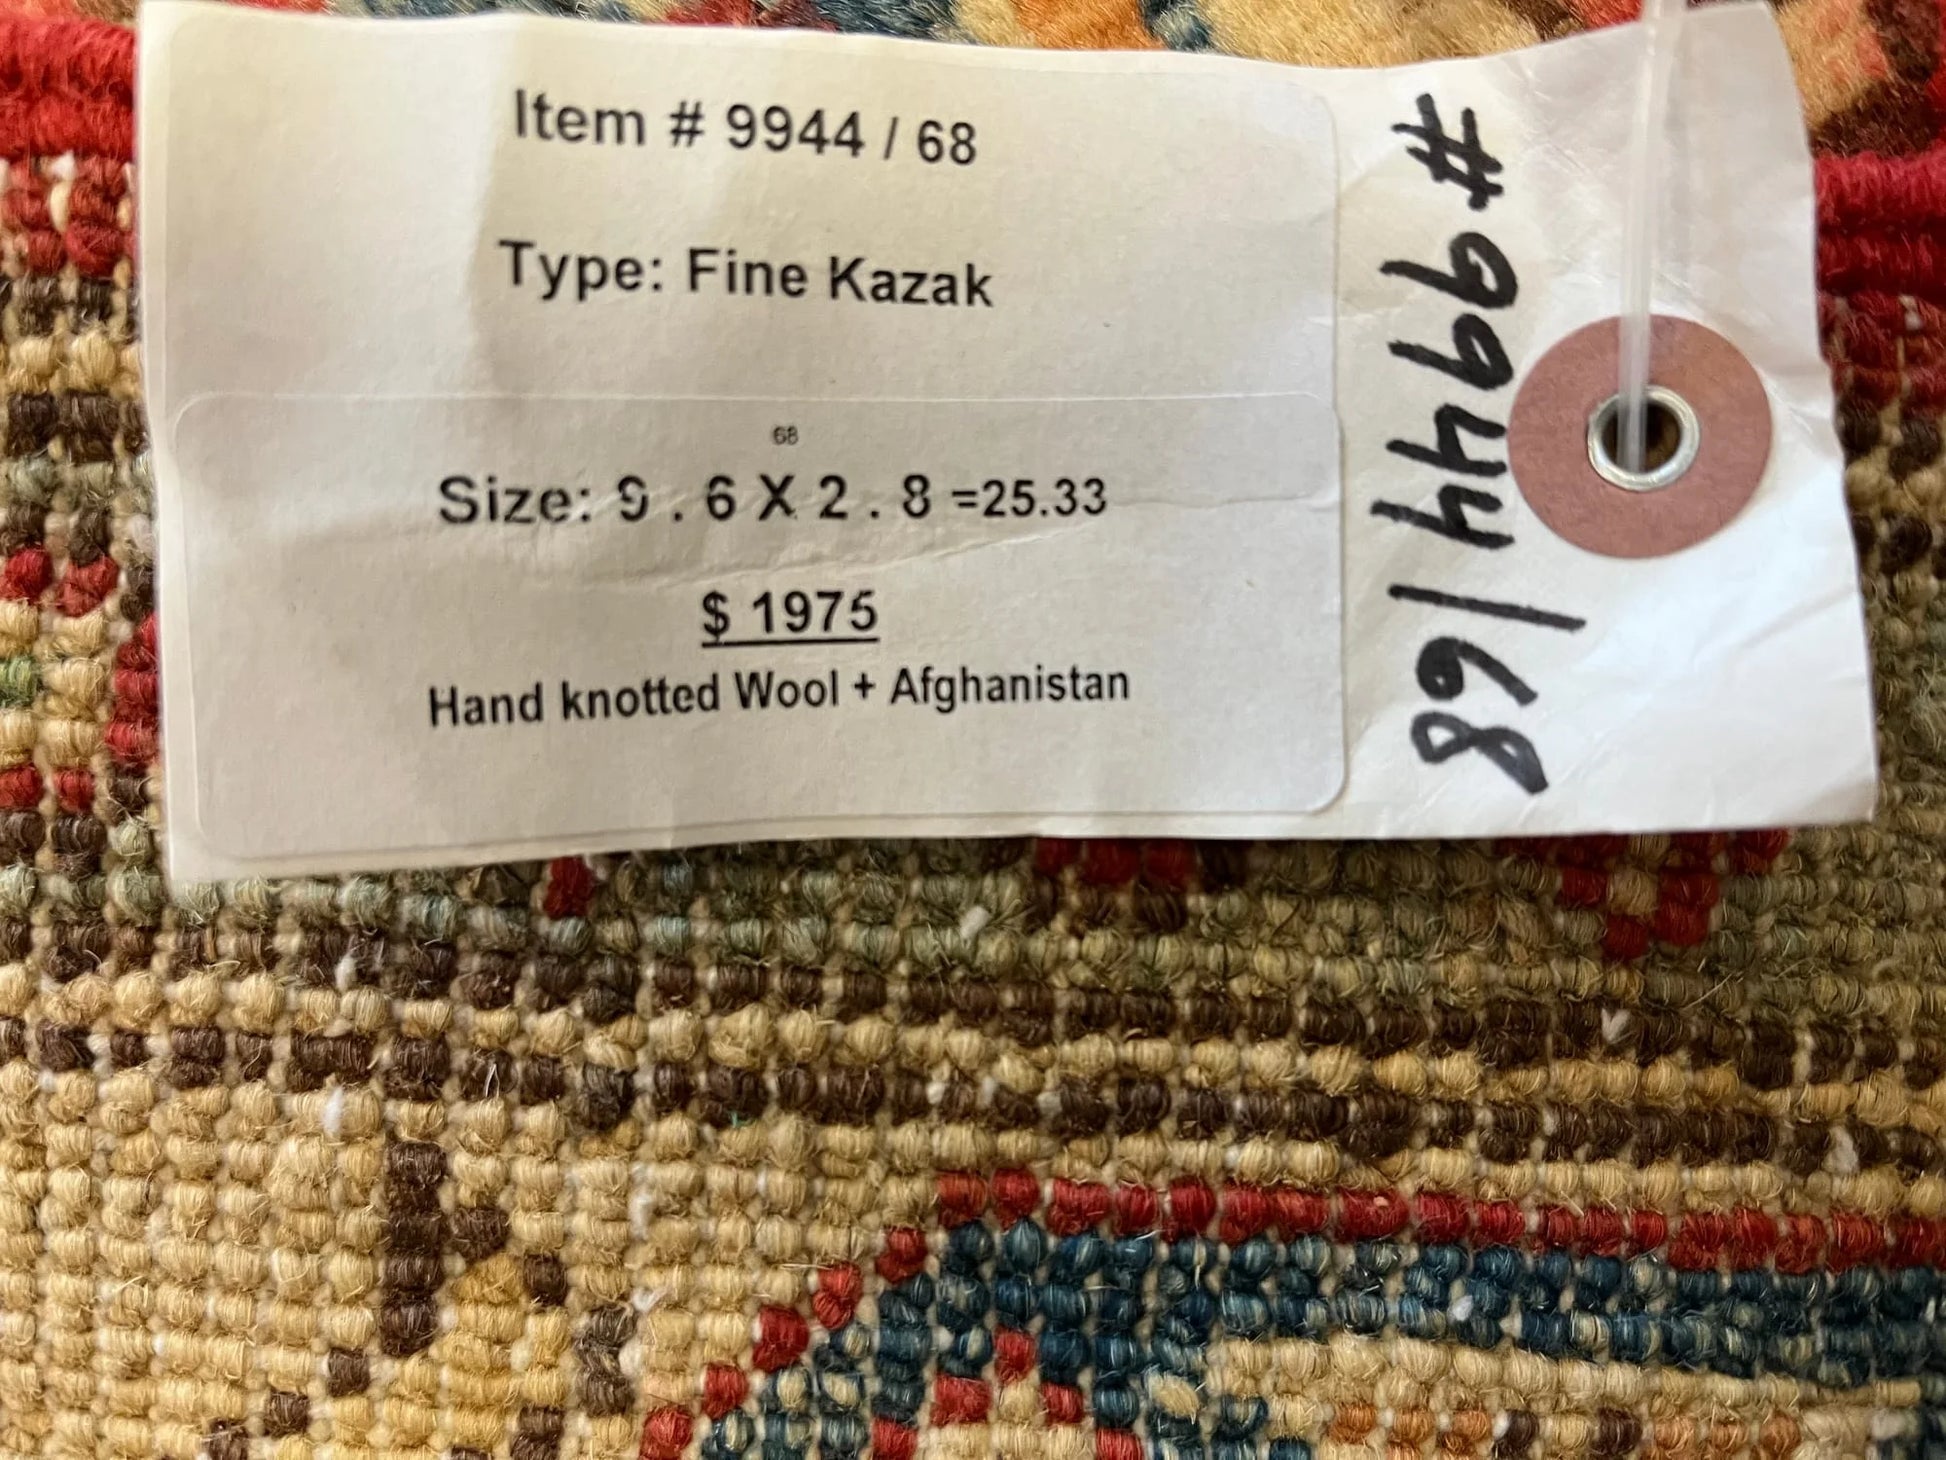 Item # 9944 / 68
Type: Fine Kazak
68
Size: 9 . 6 X 2 . 8 =25.33
$ 1975
Hand knotted Wool + Afghanistan
# 9944/68